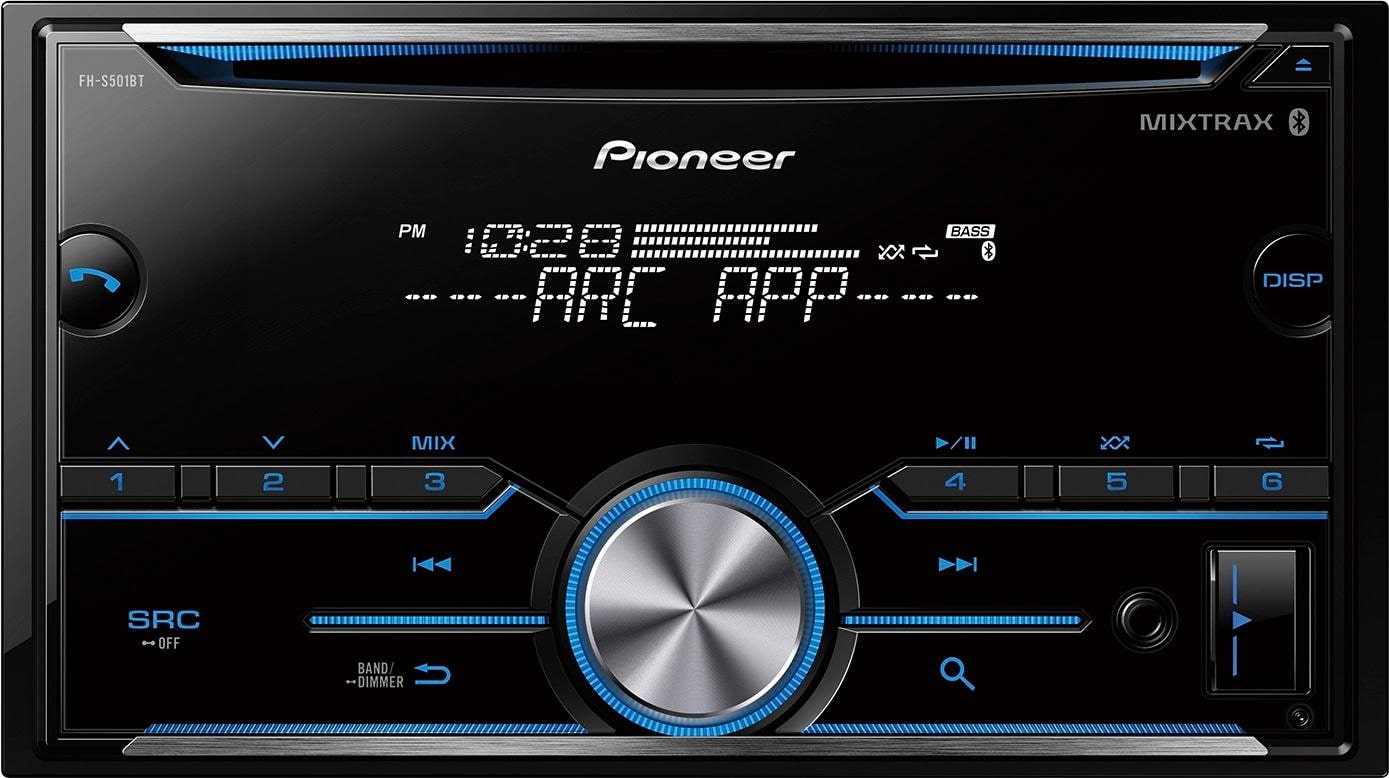 FH-S501BT
MIXTRAX
Pioneer
PM 10:28 BASS
---ARC APP---
DISP
MIX
1 2 3 4 5 6
SRC
OFF
BAND/
DIMMER